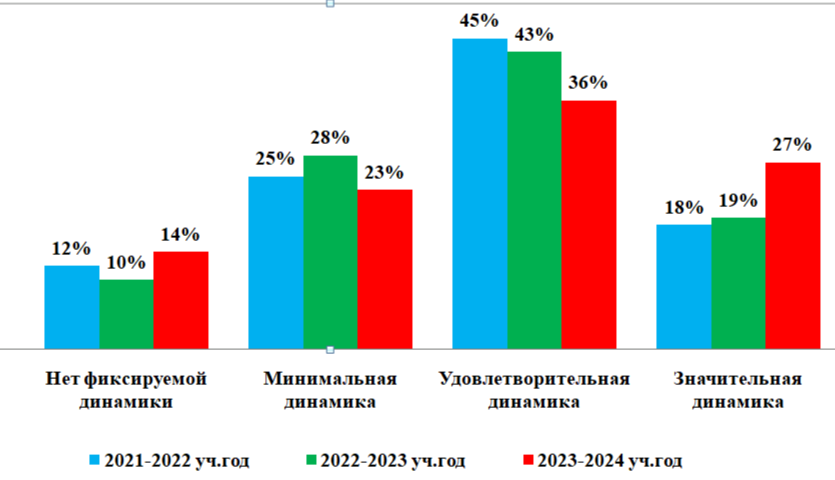 45%
43%
36%
28%
27%
25%
23%
18%
19%
12%
10%
14%
Нет фиксируемой динамики
Минимальная динамика
Удовлетворительная динамика
Значительная динамика
2021-2022 уч.год
2022-2023 уч.год
2023-2024 уч.год